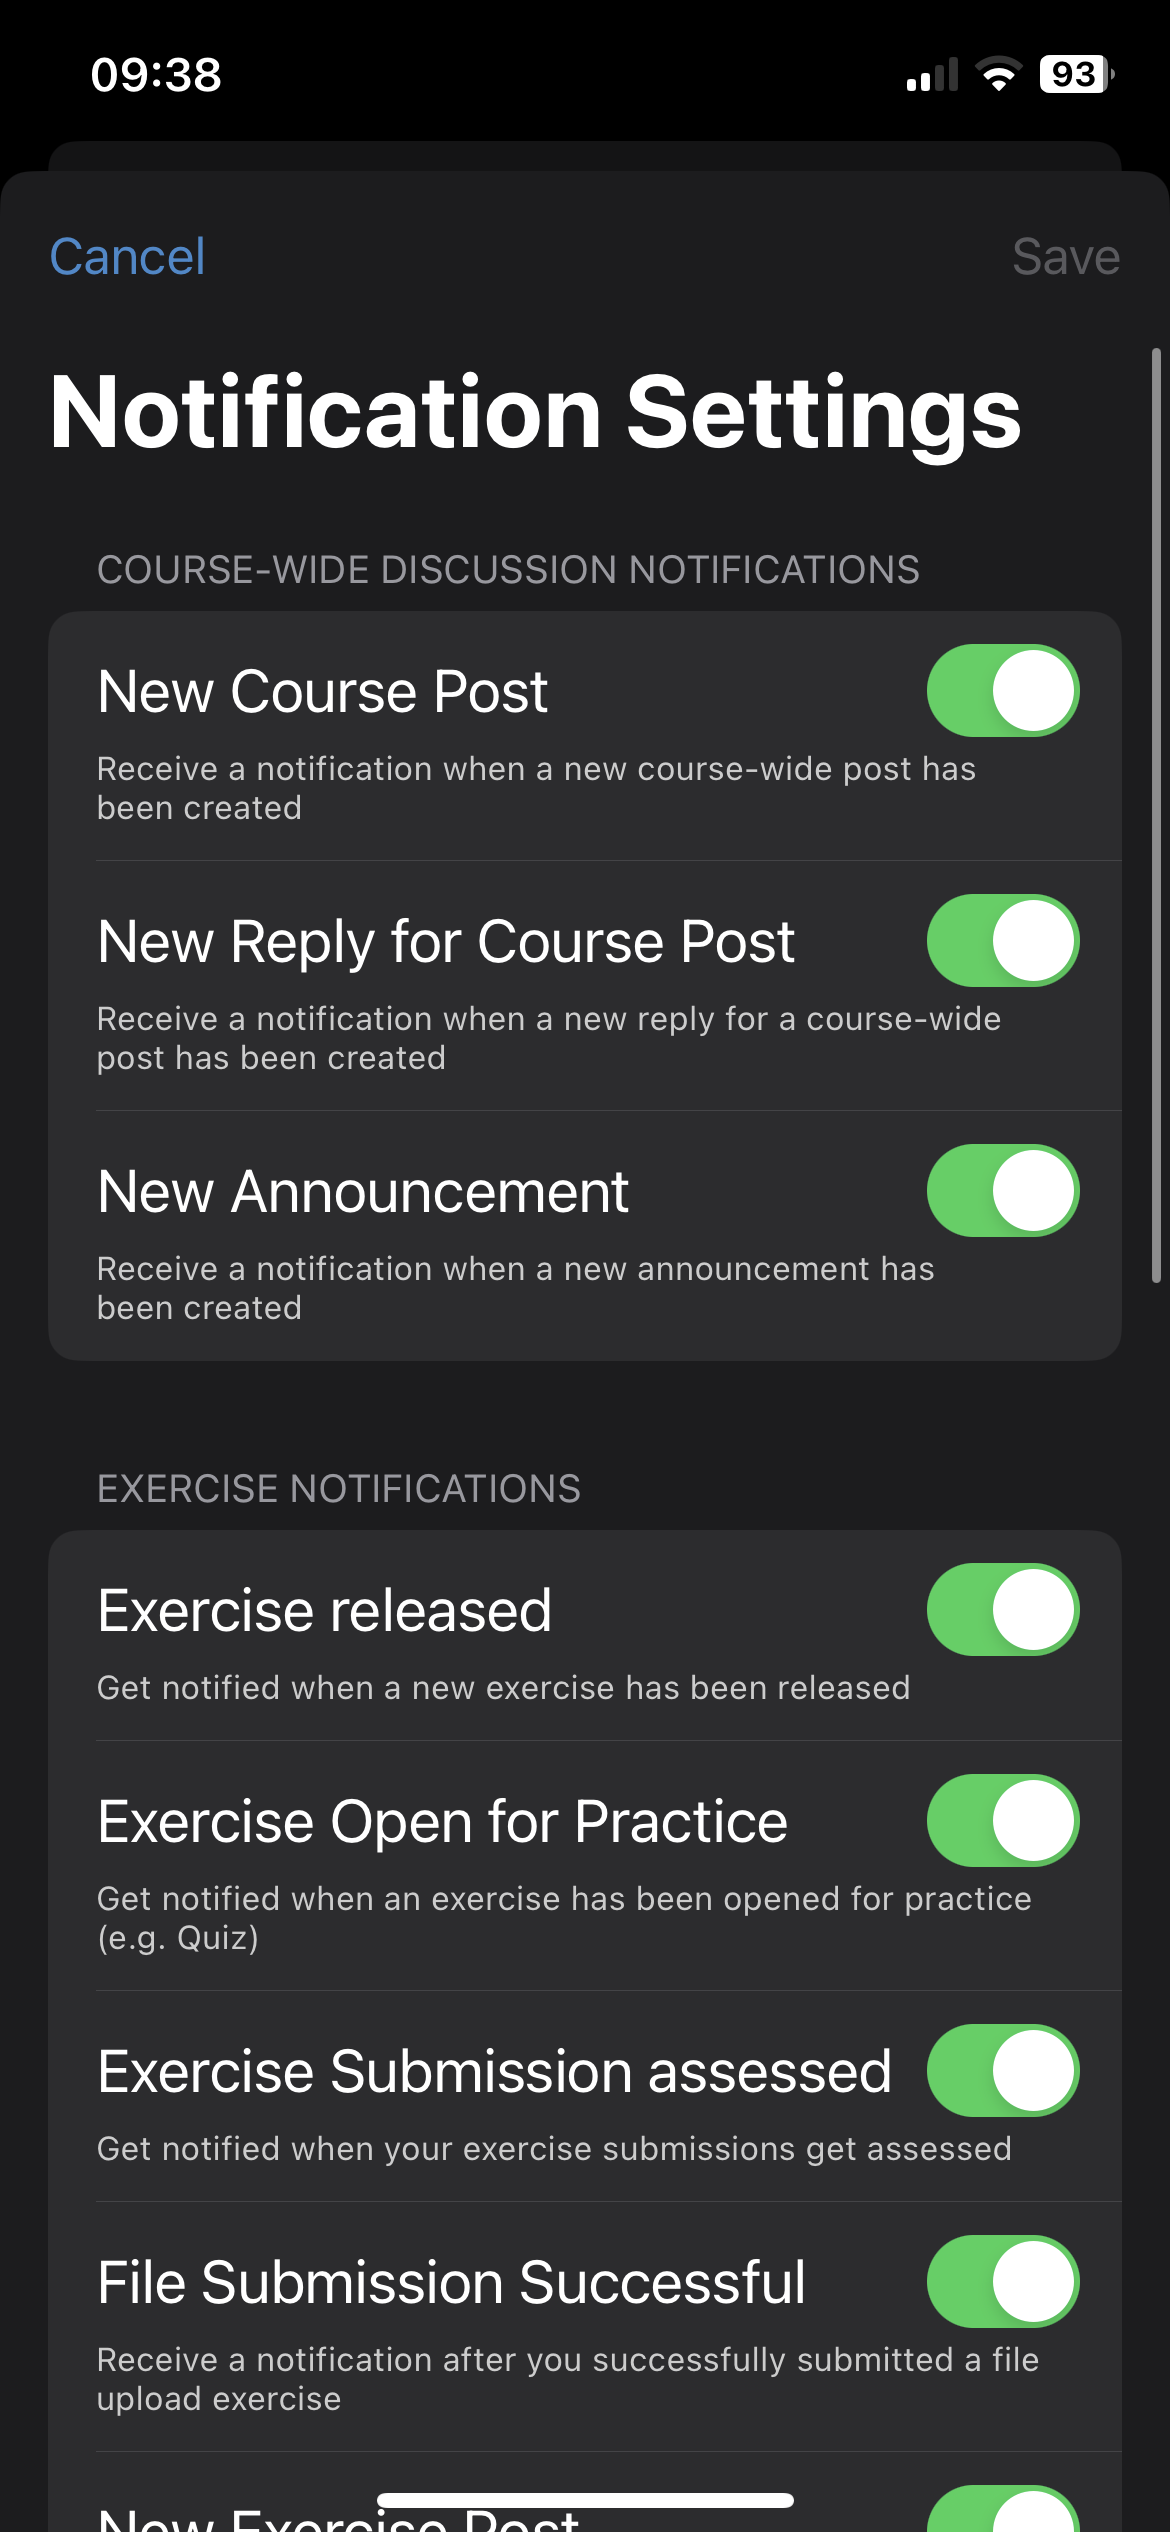 09:38
93
Cancel
Save
Notification Settings
COURSE-WIDE DISCUSSION NOTIFICATIONS
New Course Post
Receive a notification when a new course-wide post has
been created
New Reply for Course Post
Receive a notification when a new reply for a course-wide
post has been created
New Announcement
Receive a notification when a new announcement has
been created
EXERCISE NOTIFICATIONS
Exercise released
Get notified when a new exercise has been released
Exercise Open for Practice
Get notified when an exercise has been opened for practice
(e.g. Quiz)
Exercise Submission assessed
Get notified when your exercise submissions get assessed
File Submission Successful
Receive a notification after you successfully submitted a file
upload exercise
New Exercise Post